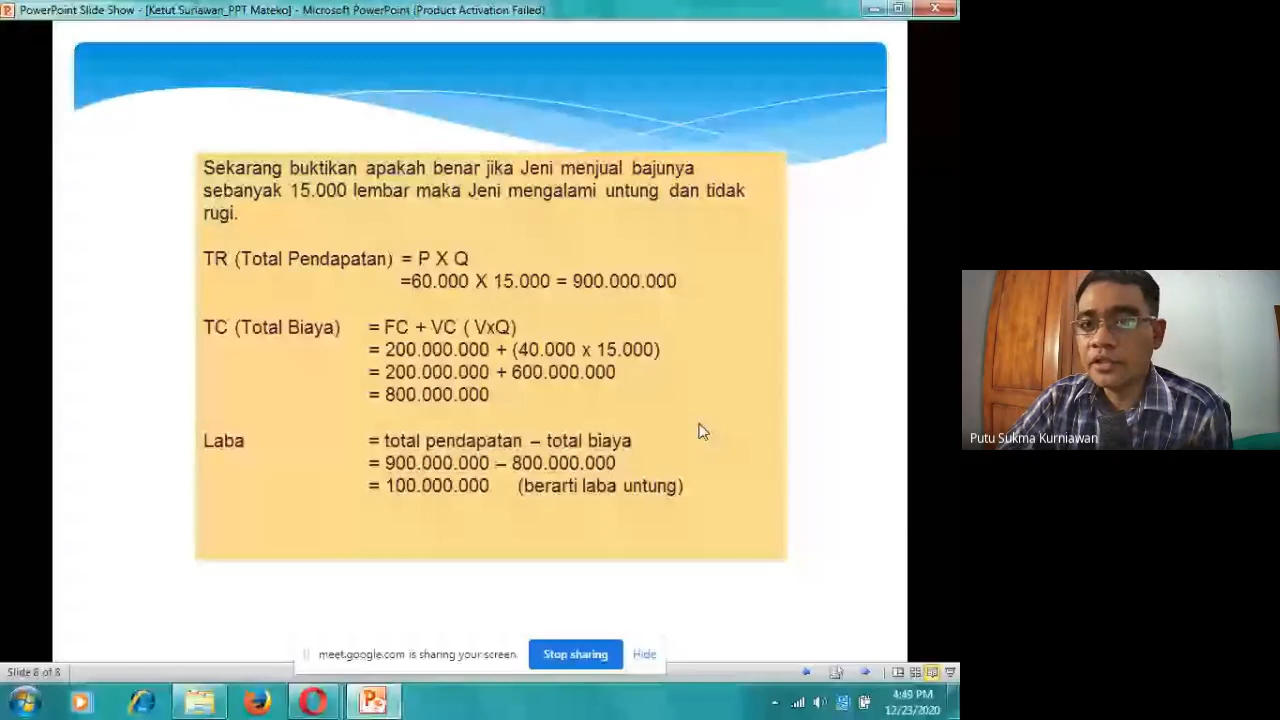 PowerPoint Slide Show - [Ketut.Suriawan_PPT Mateko] - Microsoft PowerPoint (Product Activation Failed)
Sekarang buktikan apakah benar jika Jeni menjual bajunya
sebanyak 15.000 lembar maka Jeni mengalami untung dan tidak
rugi.
TR (Total Pendapatan) = P X Q
=60.000 X 15.000 = 900.000.000
TC (Total Biaya) = FC + VC ( VxQ)
= 200.000.000 + (40.000 x 15.000)
= 200.000.000 + 600.000.000
= 800.000.000
Laba = total pendapatan – total biaya
= 900.000.000 – 800.000.000
= 100.000.000 (berarti laba untung)
Putu Sukma Kurniawan
meet.google.com is sharing your screen.
Stop sharing
Hide
Slide 8 of 8
4:49 PM
12/23/2020